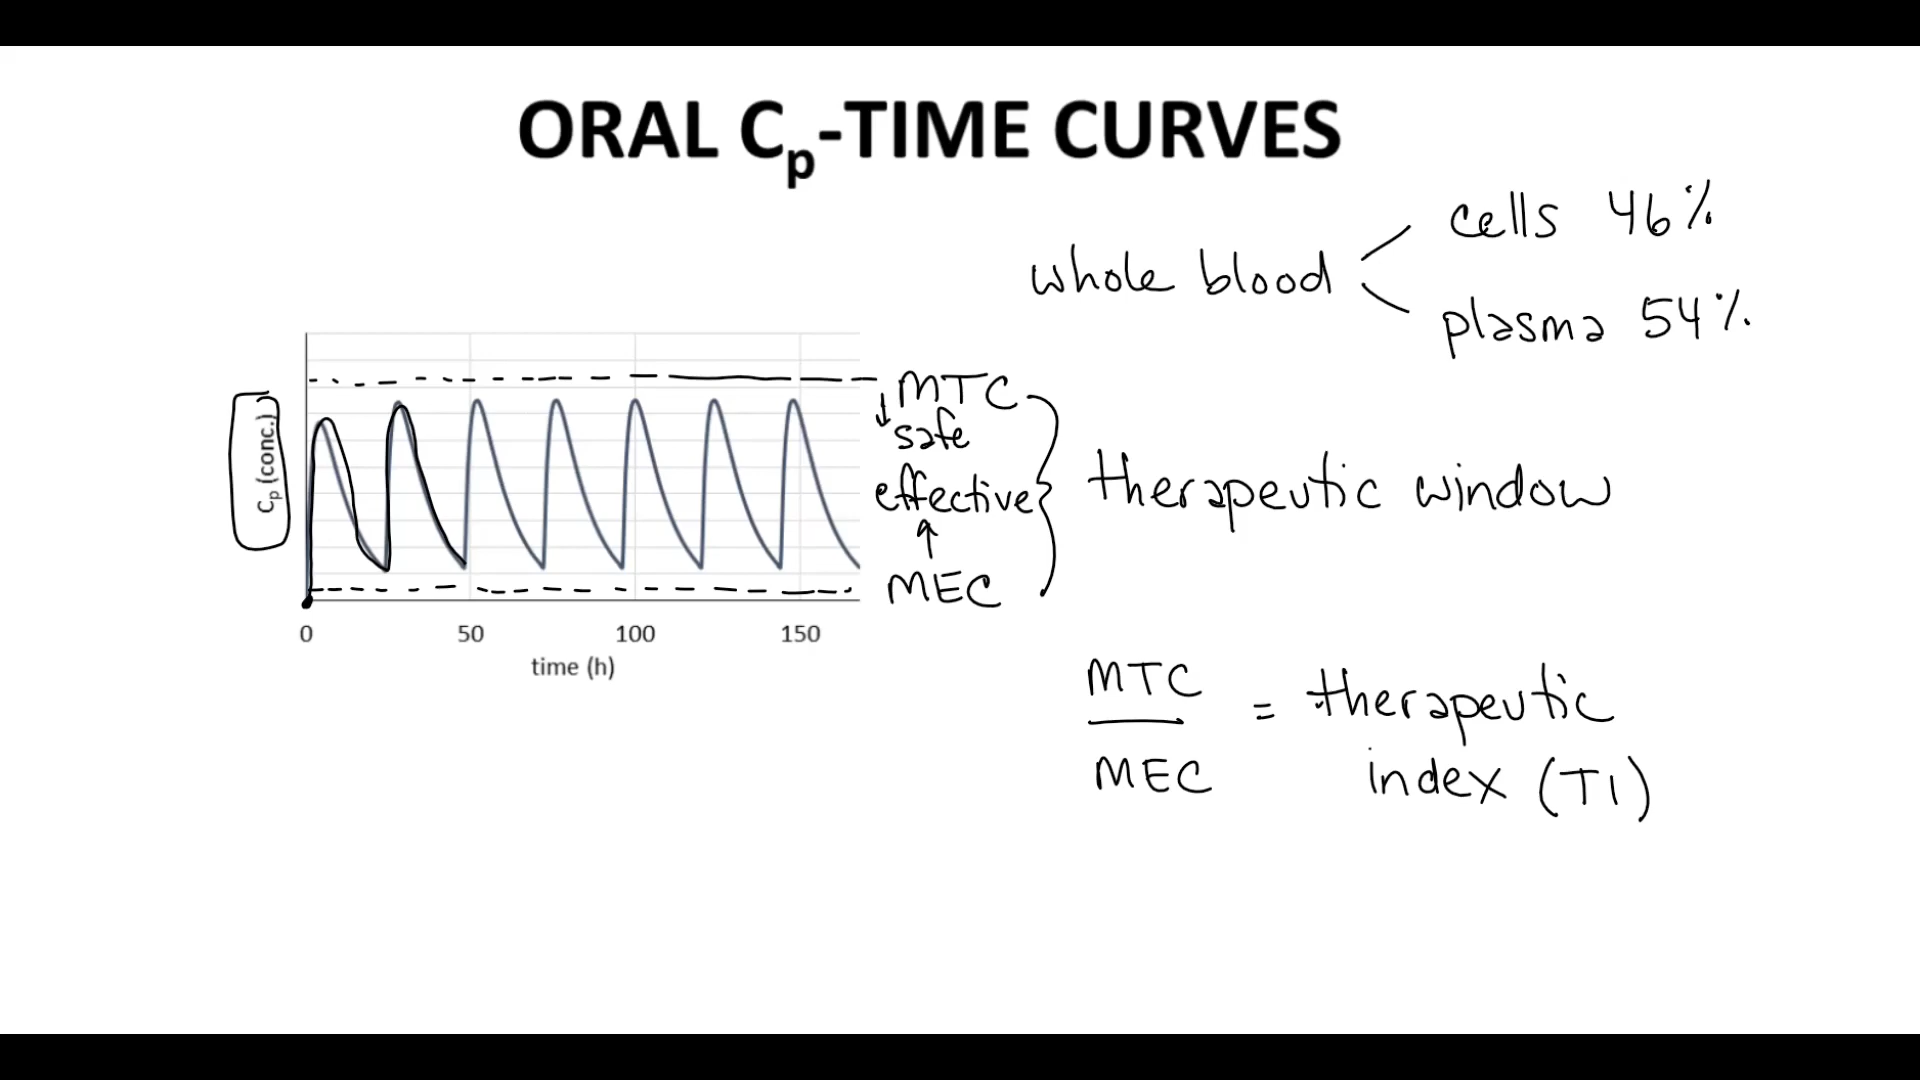 ORAL Cp-TIME CURVES
whole blood
cells 46%
plasma 54%
Cp (conc.)
MTC
↓ safe
effective
↑
MEC
therapeutic window
0 50 100 150
time (h)
MTC
MEC
= therapeutic
index (TI)